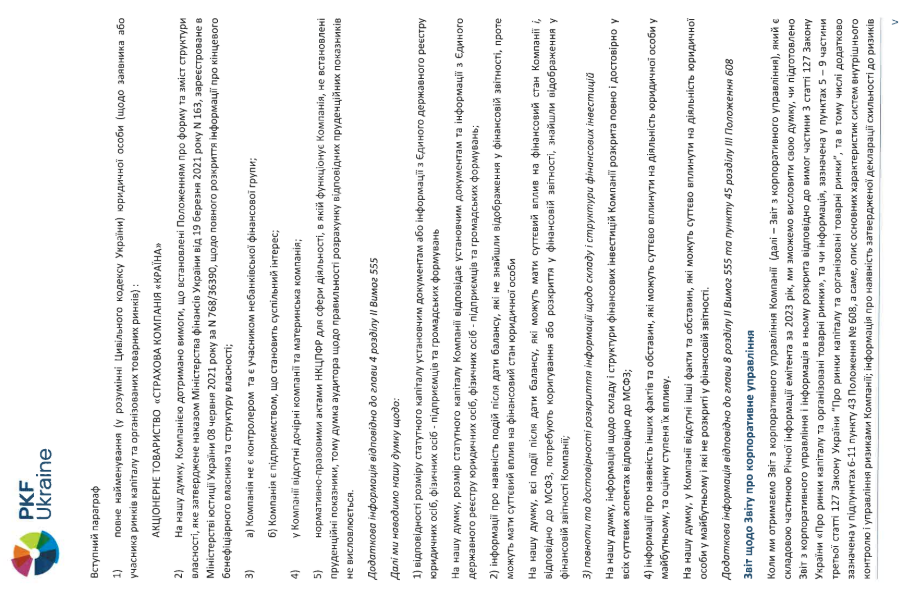 PKF
Ukraine
Вступний параграф
1) повне найменування (у розумінні Цивільного кодексу України) юридичної особи (щодо заявника або
учасника ринків капіталу та організованих товарних ринків) :
АКЦІОНЕРНЕ ТОВАРИСТВО «СТРАХОВА КОМПАНІЯ «КРАЇНА»
2) На нашу думку, Компанією дотримано вимоги, що встановлені Положенням про форму та зміст структури
власності, яке затверджене наказом Міністерства фінансів України від 19 березня 2021 року N 163, зареєстроване в
Міністерстві юстиції України 08 червня 2021 року за N 768/36390, щодо повного розкриття інформації про кінцевого
бенефіціарного власника та структуру власності;
3) а) Компанія не є контролером та є учасником небанківської фінансової групи;
б) Компанія є підприємством, що становить суспільний інтерес;
4) у Компанії відсутні дочірні компанії та материнська компанія;
5) нормативно-правовими актами НКЦПФР для сфери діяльності, в якій функціонує Компанія, не встановлені
пруденційні показники, тому думка аудитора щодо правильності розрахунку відповідних пруденційних показників
не висловлюється.
Додаткова інформація відповідно до глави 4 розділу II Вимог 555
Далі ми наводимо нашу думку щодо:
1) відповідності розміру статутного капіталу установчим документам або інформації з Єдиного державного реєстру
юридичних осіб, фізичних осіб - підприємців та громадських формувань
На нашу думку, розмір статутного капіталу Компанії відповідає установчим документам та інформації з Єдиного
державного реєстру юридичних осіб, фізичних осіб - підприємців та громадських формувань;
2) інформації про наявність подій після дати балансу, які не знайшли відображення у фінансовій звітності, проте
можуть мати суттєвий вплив на фінансовий стан юридичної особи
На нашу думку, всі події після дати балансу, які можуть мати суттєвий вплив на фінансовий стан Компанії і,
відповідно до МСФЗ, потребують коригування або розкриття у фінансовій звітності, знайшли відображення у
фінансовій звітності Компанії;
3) повноти та достовірності розкриття інформації щодо складу і структури фінансових інвестицій
На нашу думку, інформація щодо складу і структури фінансових інвестицій Компанії розкрита повно і достовірно у
всіх суттєвих аспектах відповідно до МСФЗ;
4) інформації про наявність інших фактів та обставин, які можуть суттєво вплинути на діяльність юридичної особи у
майбутньому, та оцінку ступеня їх впливу.
На нашу думку, у Компанії відсутні інші факти та обставин, які можуть суттєво вплинути на діяльність юридичної
особи у майбутньому і які не розкриті у фінансовій звітності.
Додаткова інформація відповідно до глави 8 розділу II Вимог 555 та пункту 45 розділу III Положення 608
Звіт щодо Звіту про корпоративне управління
Коли ми отримаємо Звіт з корпоративного управління Компанії (далі – Звіт з корпоративного управління), який є
складовою частиною Річної інформації емітента за 2023 рік, ми зможемо висловити свою думку, чи підготовлено
Звіт з корпоративного управління і інформація в ньому розкрита відповідно до вимог частини 3 статті 127 Закону
України «Про ринки капіталу та організовані товарні ринки», та чи інформація, зазначена у пунктах 5 – 9 частини
третьої статті 127 Закону України "Про ринки капіталу та організовані товарні ринки", та в тому числі додатково
зазначена у підпунктах 6-11 пункту 43 Положення № 608, а саме, опис основних характеристик систем внутрішнього
контролю і управління ризиками Компанії; інформація про наявність затвердженої декларації схильності до ризиків
v